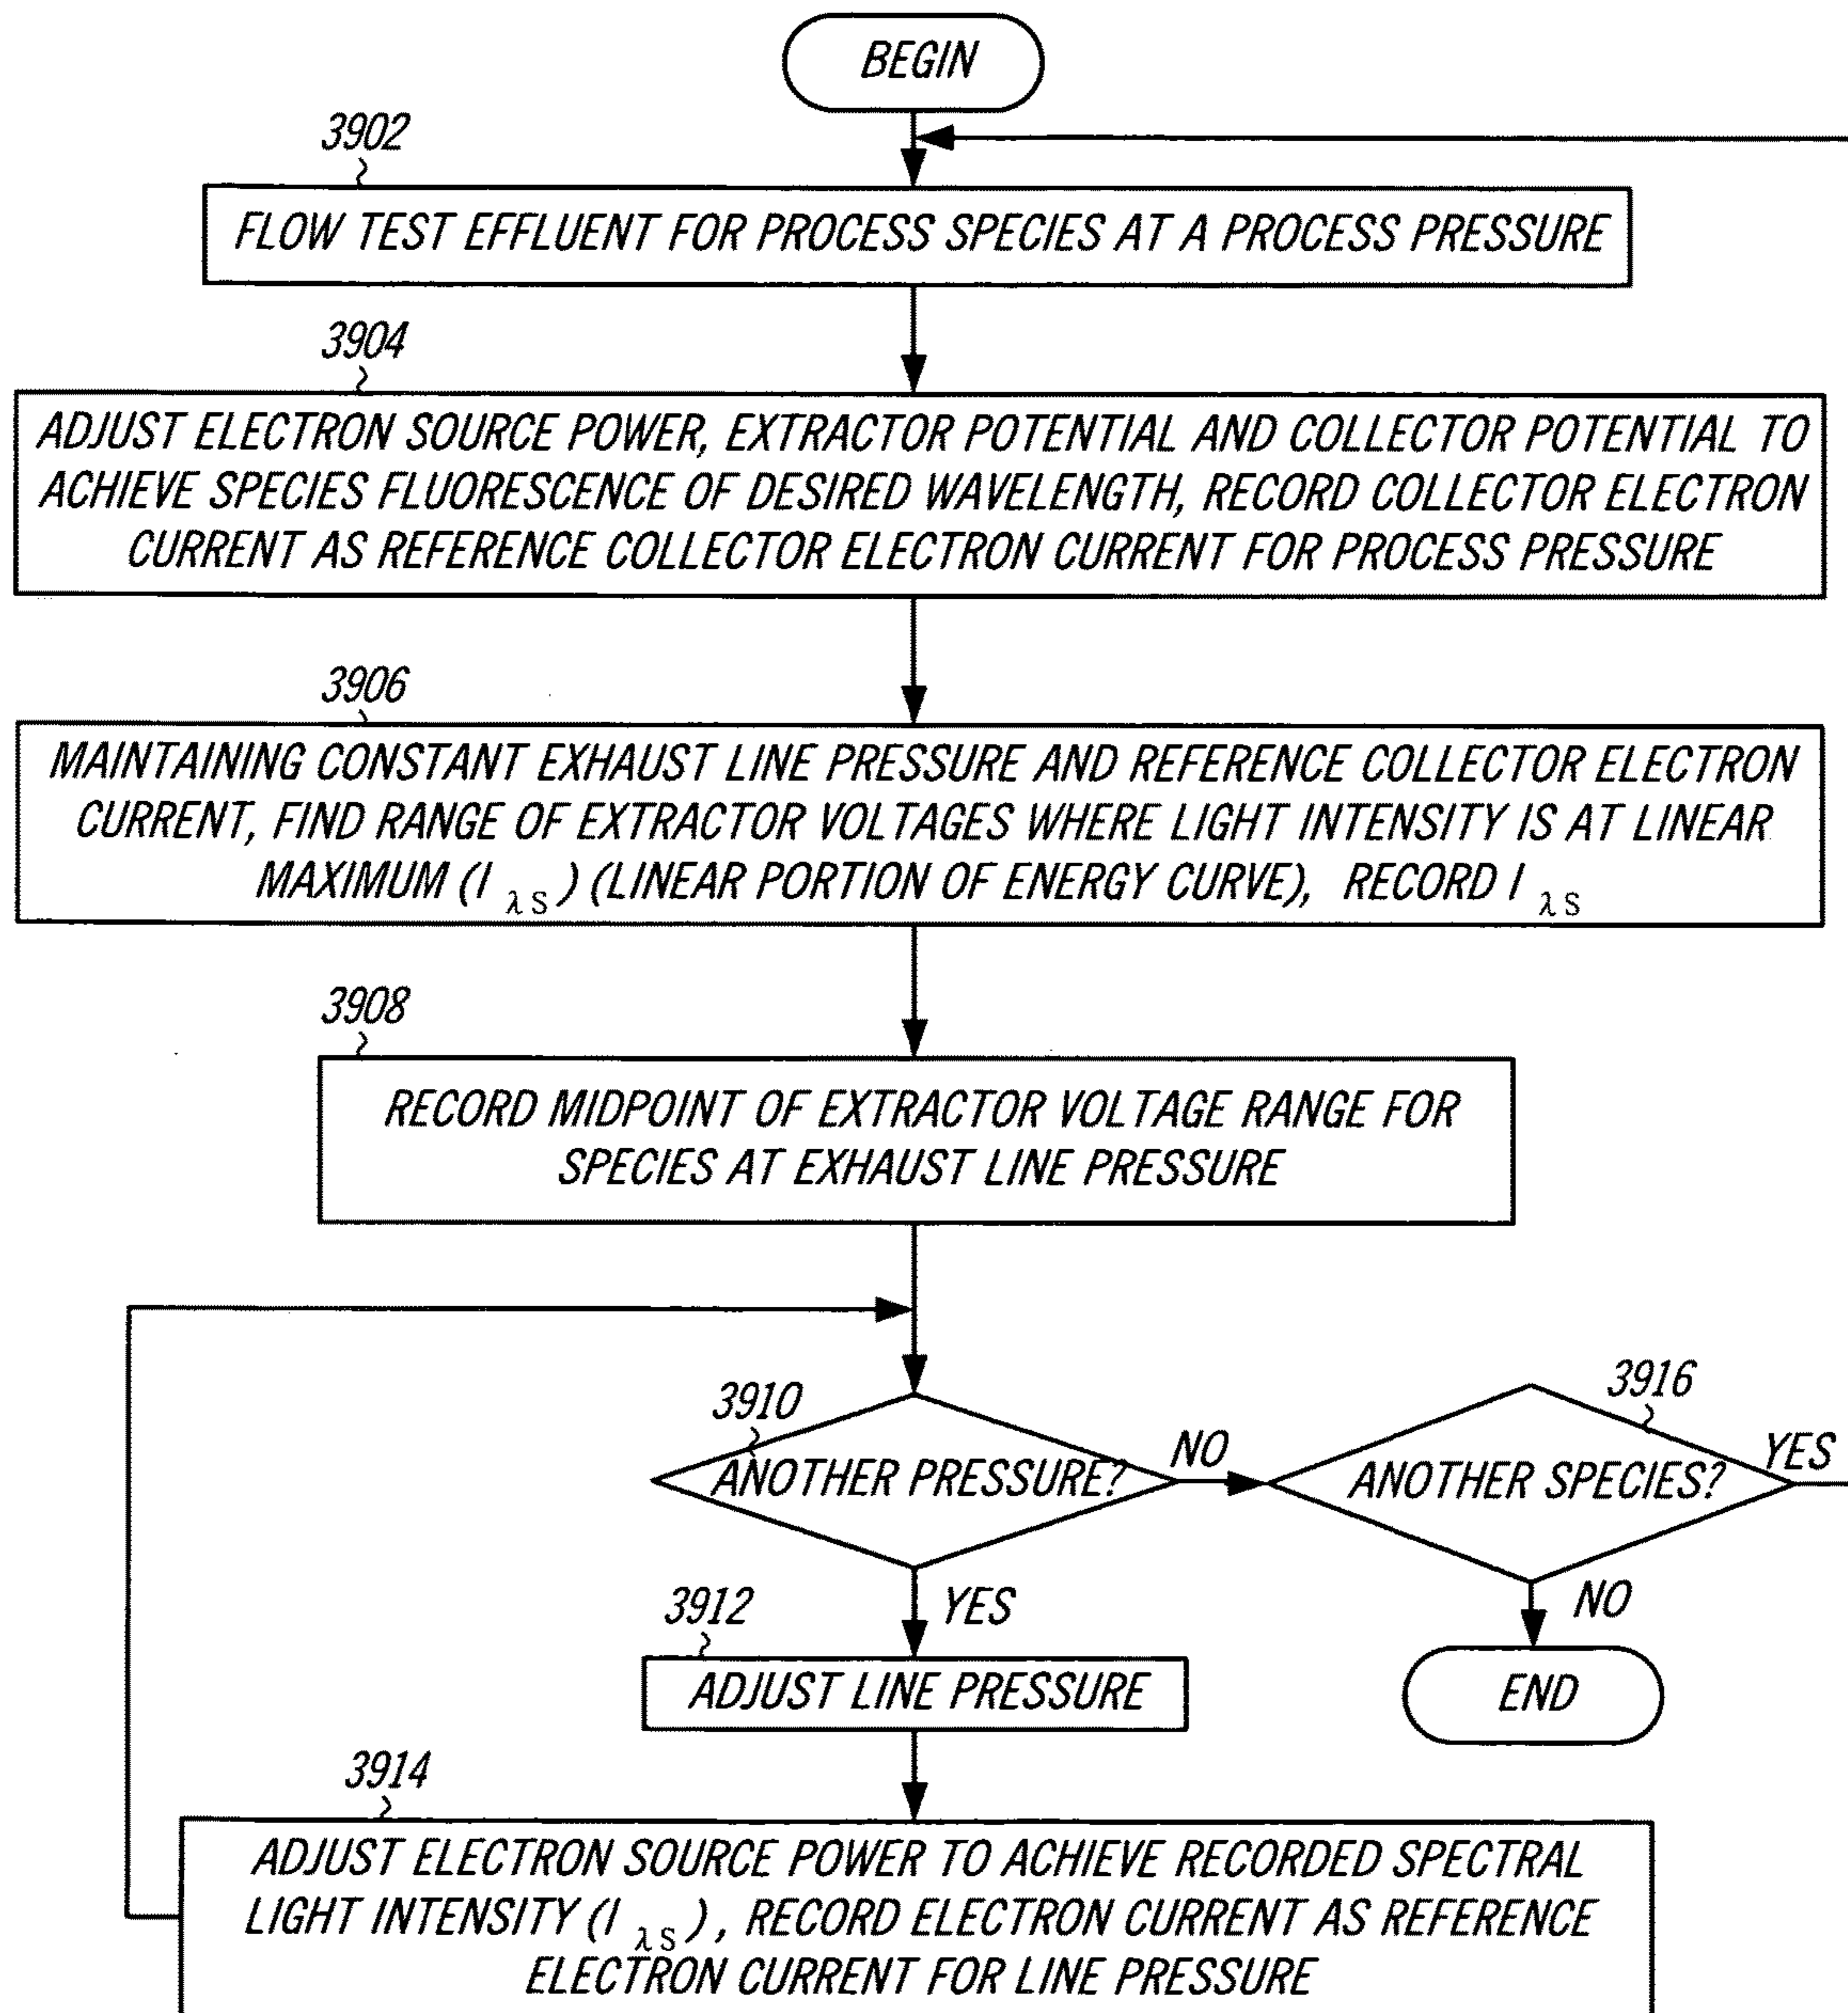 BEGIN
3902
FLOW TEST EFFLUENT FOR PROCESS SPECIES AT A PROCESS PRESSURE
3904
ADJUST ELECTRON SOURCE POWER, EXTRACTOR POTENTIAL AND COLLECTOR POTENTIAL TO
ACHIEVE SPECIES FLUORESCENCE OF DESIRED WAVELENGTH, RECORD COLLECTOR ELECTRON
CURRENT AS REFERENCE COLLECTOR ELECTRON CURRENT FOR PROCESS PRESSURE
3906
MAINTAINING CONSTANT EXHAUST LINE PRESSURE AND REFERENCE COLLECTOR ELECTRON
CURRENT, FIND RANGE OF EXTRACTOR VOLTAGES WHERE LIGHT INTENSITY IS AT LINEAR
MAXIMUM (I λS) (LINEAR PORTION OF ENERGY CURVE), RECORD I λS
3908
RECORD MIDPOINT OF EXTRACTOR VOLTAGE RANGE FOR
SPECIES AT EXHAUST LINE PRESSURE
3910
ANOTHER PRESSURE?
NO
3916
ANOTHER SPECIES?
YES
YES
NO
3912
ADJUST LINE PRESSURE
END
3914
ADJUST ELECTRON SOURCE POWER TO ACHIEVE RECORDED SPECTRAL
LIGHT INTENSITY (I λS), RECORD ELECTRON CURRENT AS REFERENCE
ELECTRON CURRENT FOR LINE PRESSURE